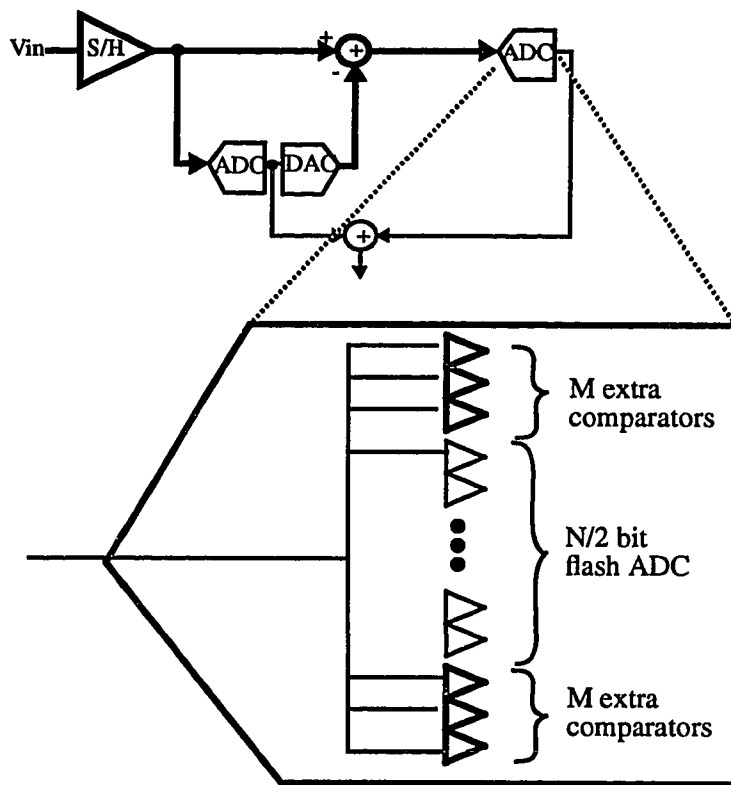 Vin
S/H
+
+
-
ADC
ADC
DAC
+
M extra
comparators
N/2 bit
flash ADC
M extra
comparators